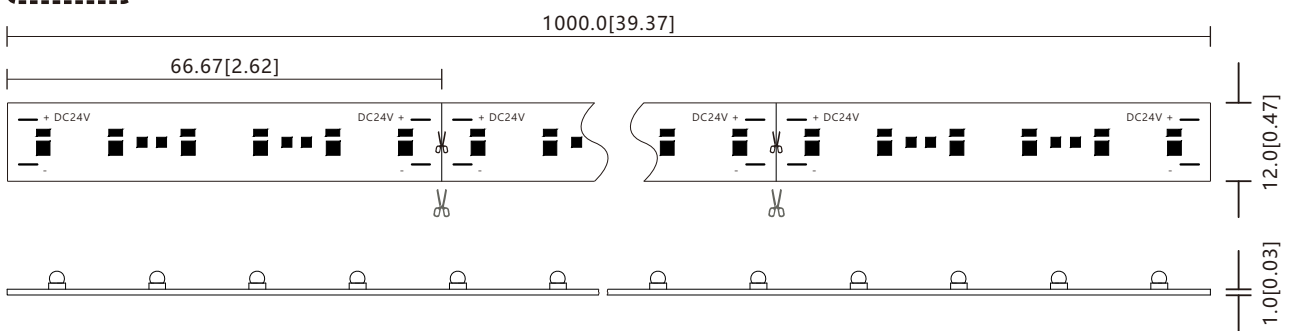 1000.0[39.37]
66.67[2.62]
+ DC24V DC24V + + DC24V DC24V + + DC24V DC24V +
- - - - - -
12.0[0.47]
1.0[0.03]